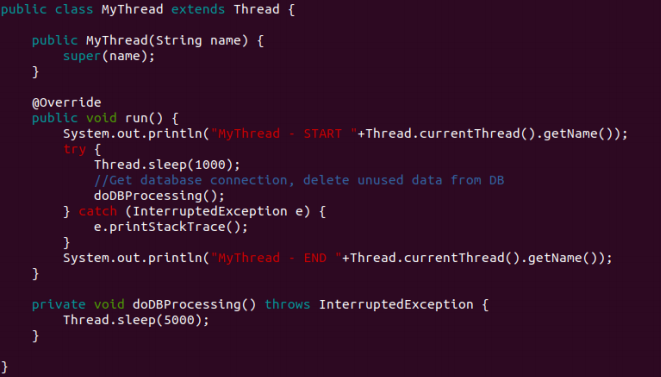 public class MyThread extends Thread {
public MyThread(String name) {
super(name);
}
@Override
public void run() {
System.out.println("MyThread - START "+Thread.currentThread().getName());
try {
Thread.sleep(1000);
//Get database connection, delete unused data from DB
doDBProcessing();
} catch (InterruptedException e) {
e.printStackTrace();
}
System.out.println("MyThread - END "+Thread.currentThread().getName());
}
private void doDBProcessing() throws InterruptedException {
Thread.sleep(5000);
}
}